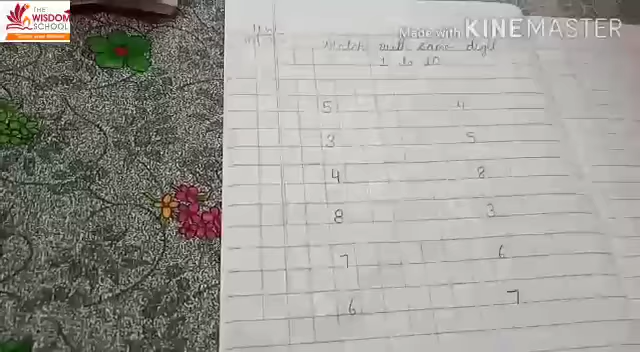 THE
WISDOM
SCHOOL
Made with KINEMASTER
Match with same digit
1 to 10
5 4
3 5
4 8
8 3
7 6
6 7